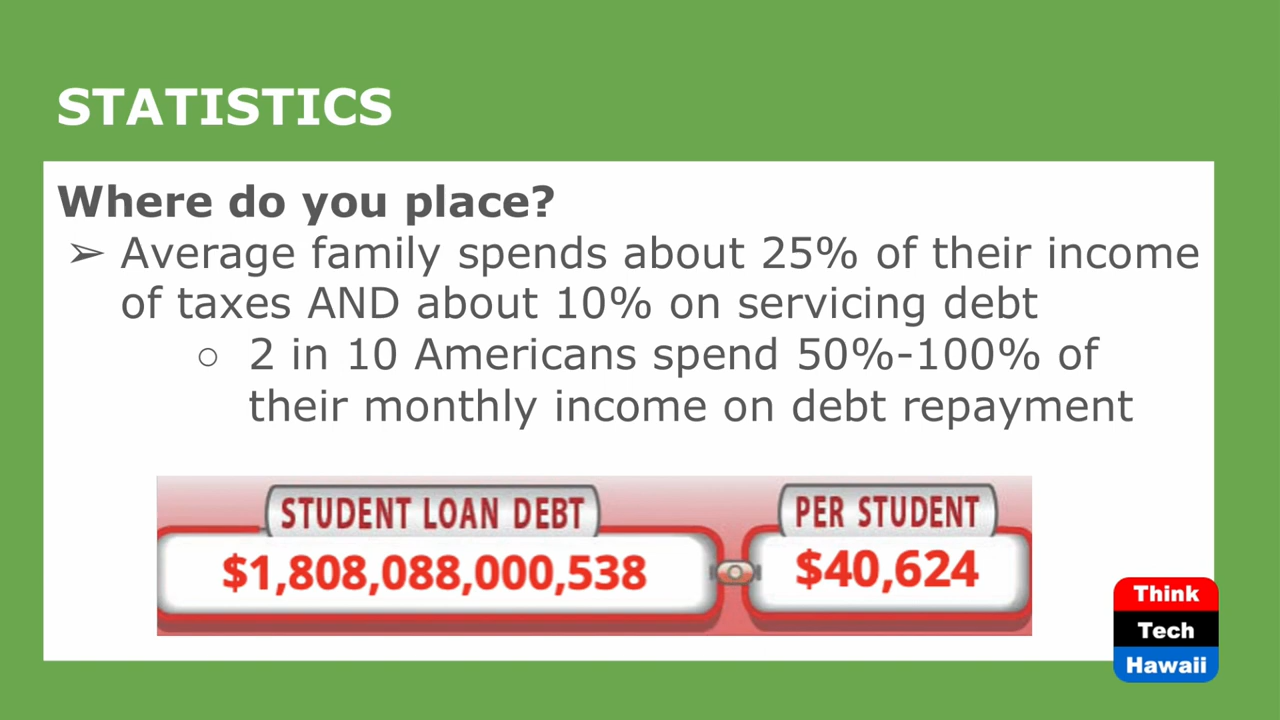 STATISTICS
Where do you place?
➢ Average family spends about 25% of their income
of taxes AND about 10% on servicing debt
○ 2 in 10 Americans spend 50%-100% of
their monthly income on debt repayment
STUDENT LOAN DEBT
$1,808,088,000,538
PER STUDENT
$40,624
Think
Tech
Hawaii